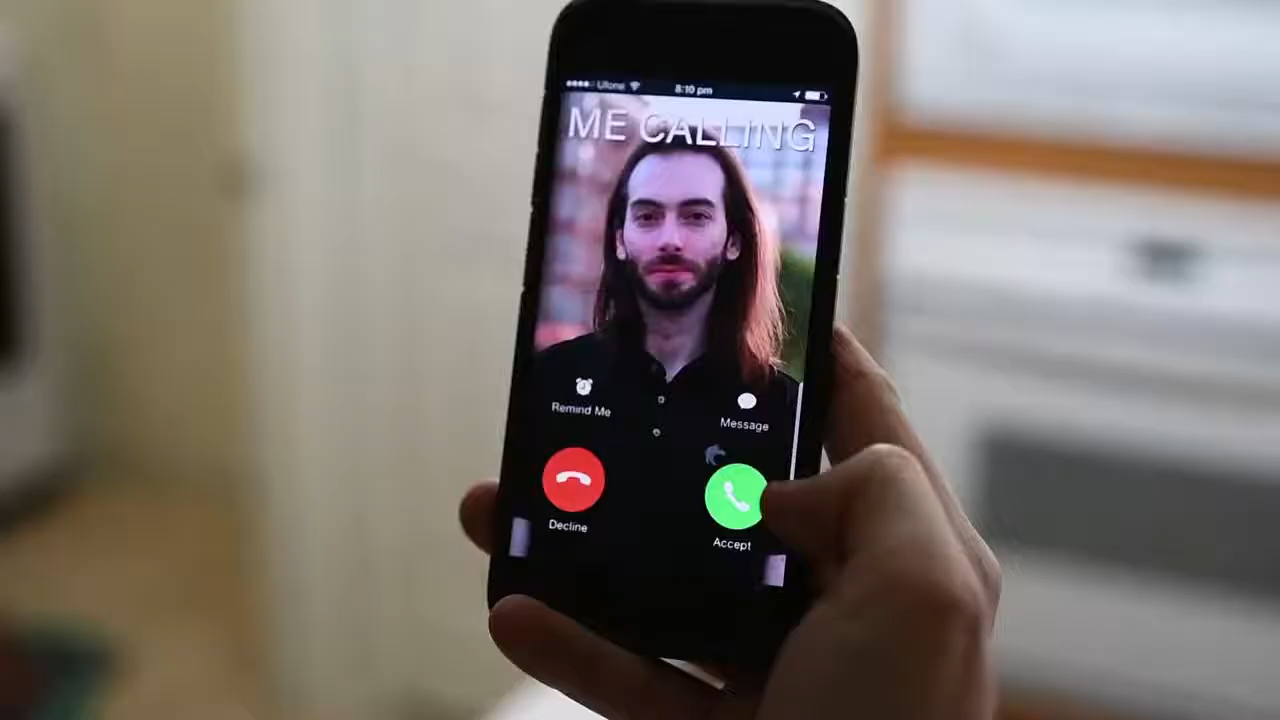 Ufone 8:10 pm
ME CALLING
Remind Me
Message
Decline
Accept